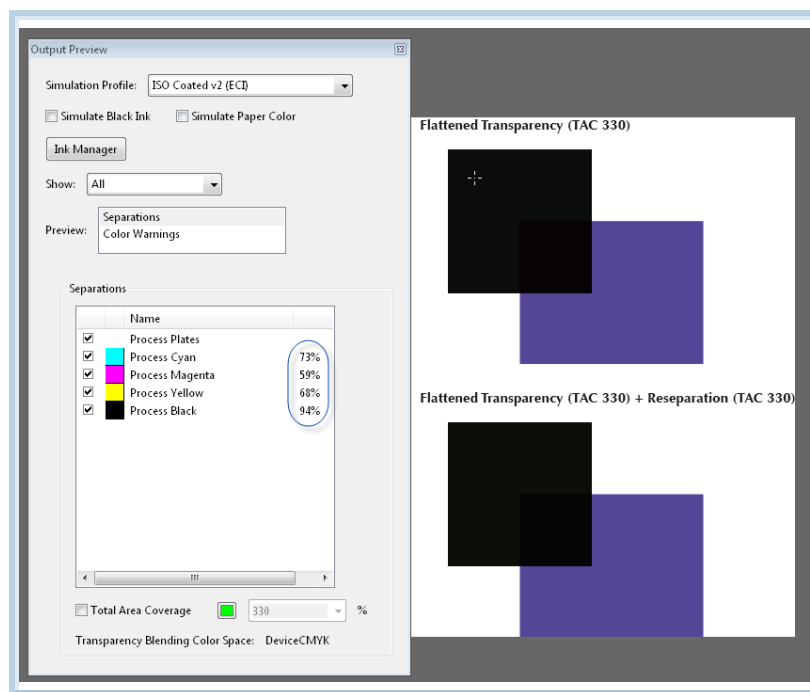 Output Preview
Simulation Profile: ISO Coated v2 (ECI)
Simulate Black Ink Simulate Paper Color
Ink Manager
Show: All
Preview: Separations
Color Warnings
Separations
Name
Process Plates
Process Cyan 73%
Process Magenta 59%
Process Yellow 68%
Process Black 94%
Total Area Coverage 330 %
Transparency Blending Color Space: DeviceCMYK
Flattened Transparency (TAC 330)
Flattened Transparency (TAC 330) + Reseparation (TAC 330)